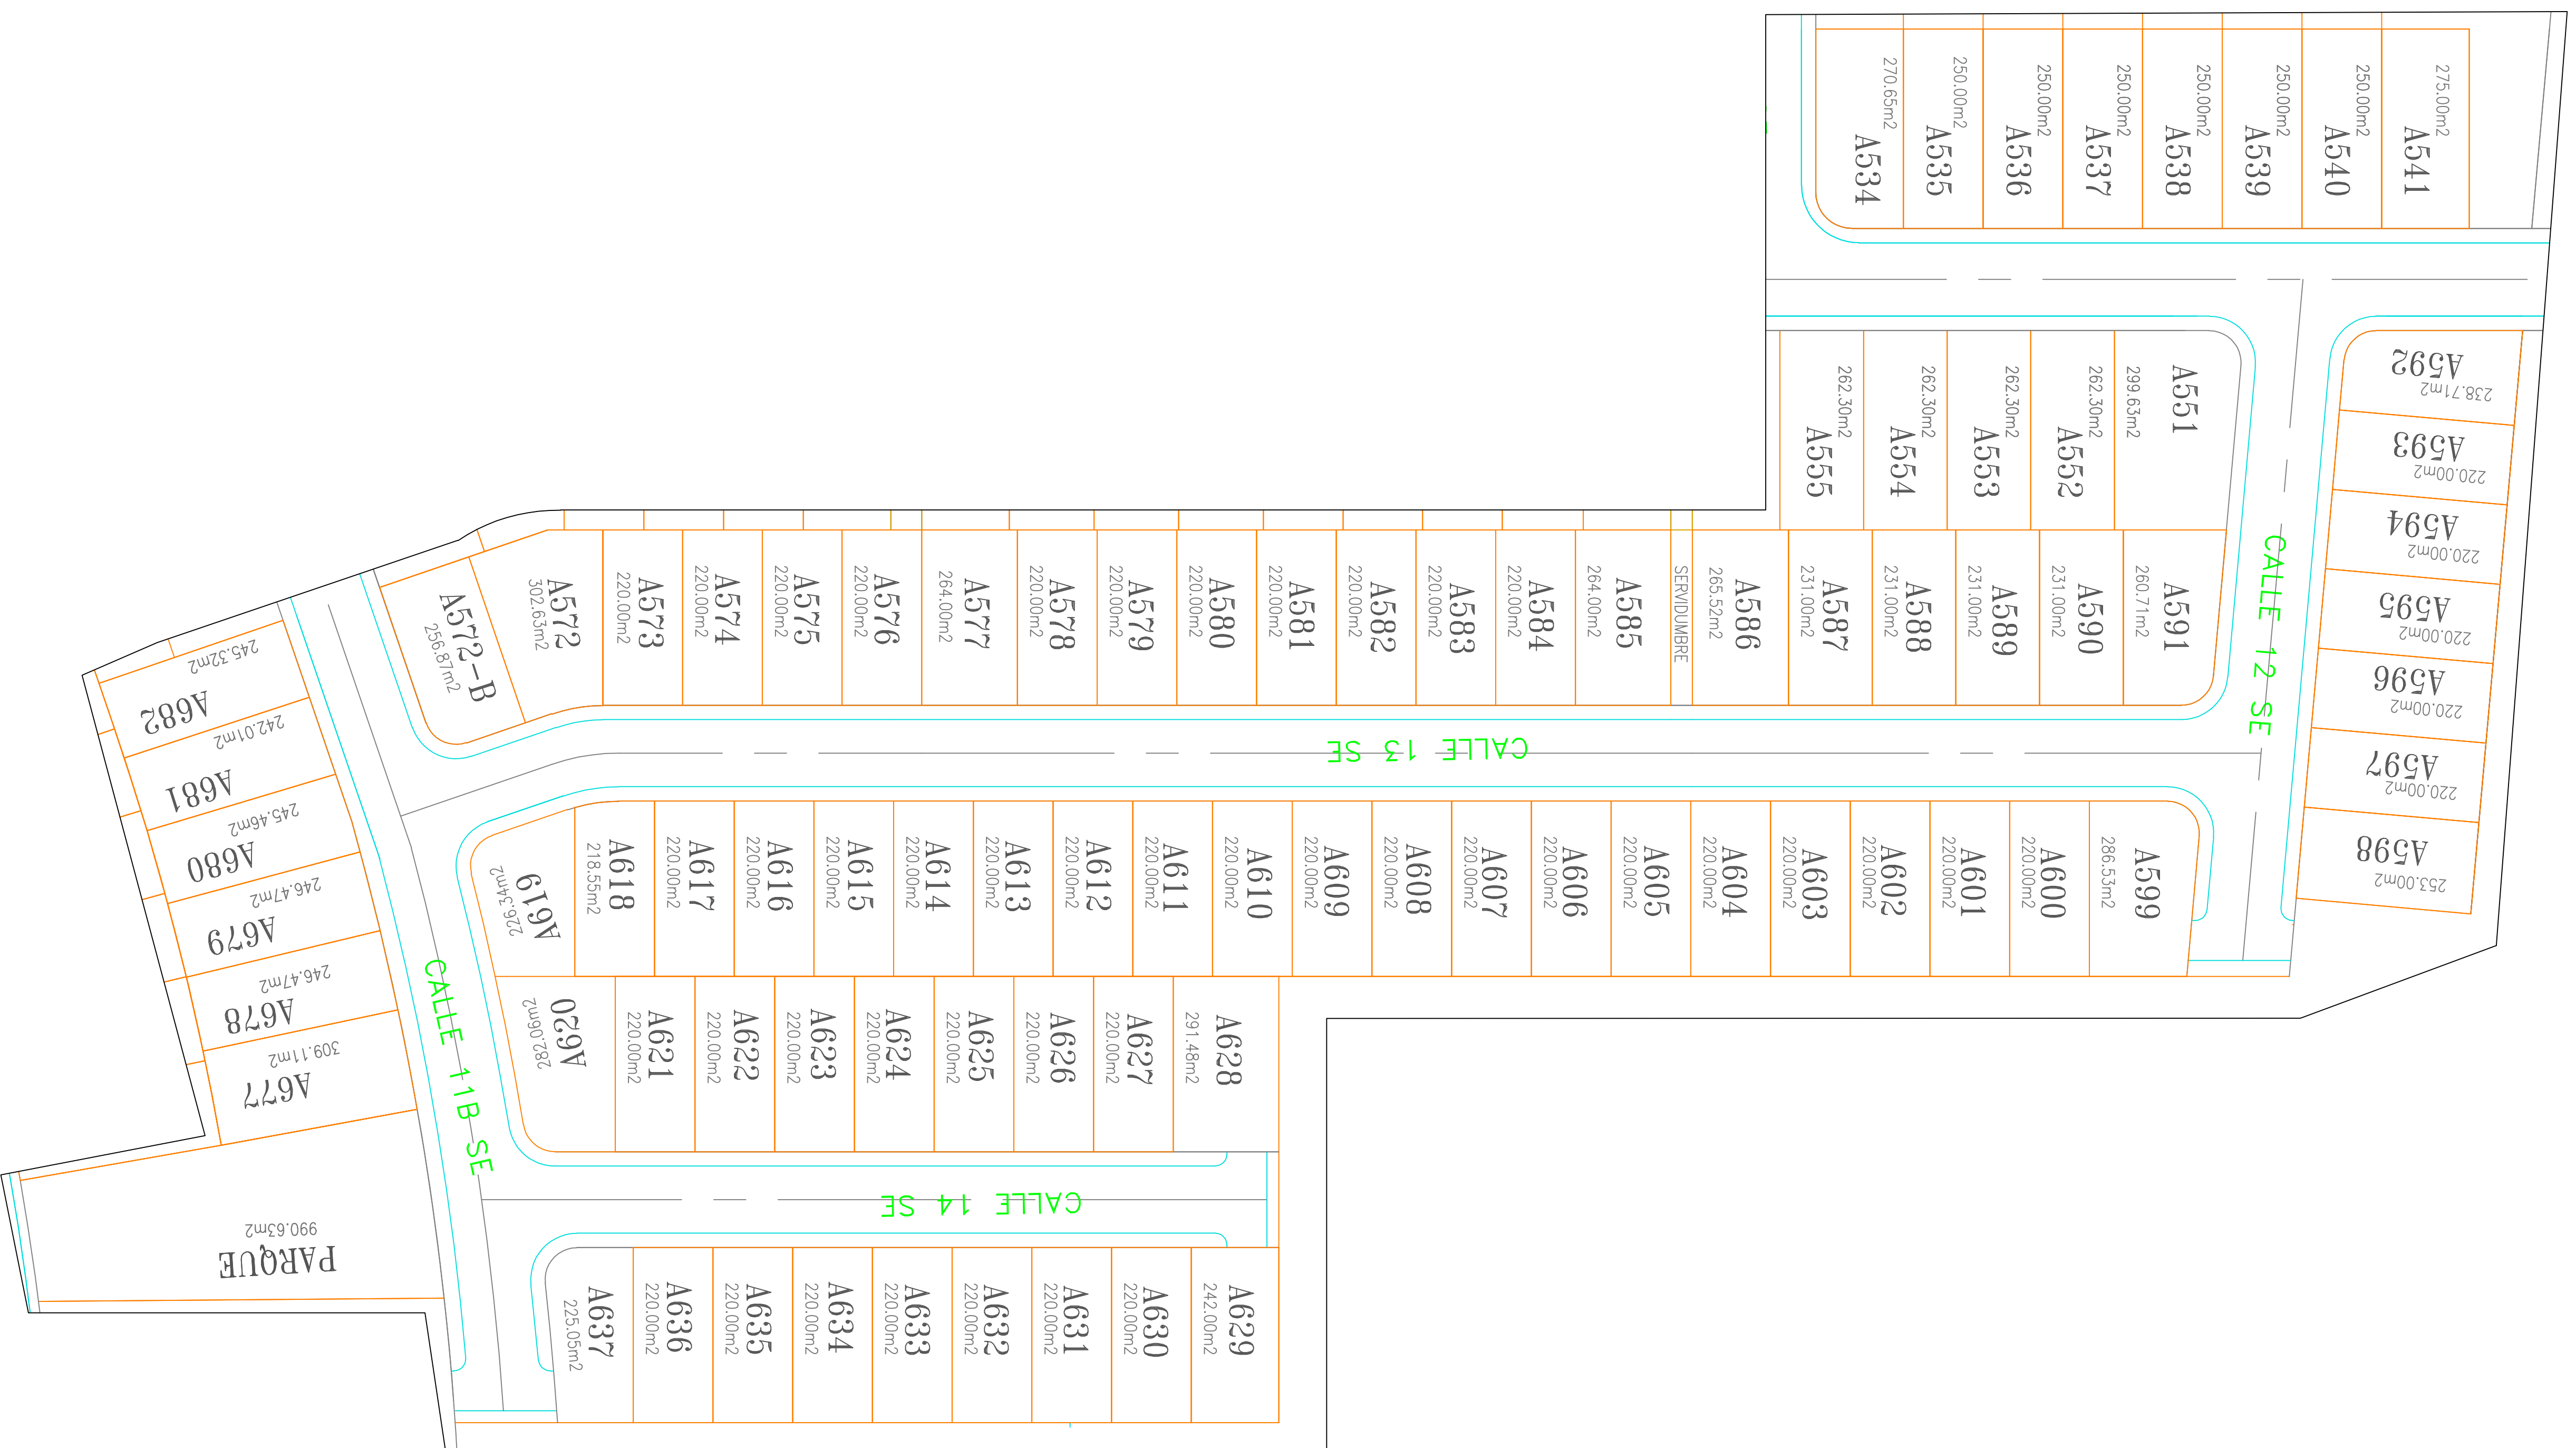 270.65m2
A534
250.00m2
A535
250.00m2
A536
250.00m2
A537
250.00m2
A538
250.00m2
A539
250.00m2
A540
275.00m2
A541
262.30m2
A555
262.30m2
A554
262.30m2
A553
262.30m2
A552
299.63m2
A551
A592
238.71m2
A593
220.00m2
A594
220.00m2
A595
220.00m2
A596
220.00m2
A597
220.00m2
A598
253.00m2
CALLE 12 SE
A572-B
256.87m2
A572
302.63m2
A573
220.00m2
A574
220.00m2
A575
220.00m2
A576
220.00m2
A577
264.00m2
A578
220.00m2
A579
220.00m2
A580
220.00m2
A581
220.00m2
A582
220.00m2
A583
220.00m2
A584
220.00m2
A585
264.00m2
SERVIDUMBRE
A586
265.52m2
A587
231.00m2
A588
231.00m2
A589
231.00m2
A590
231.00m2
A591
260.71m2
CALLE 13 SE
245.32m2
A682
242.01m2
A681
245.46m2
A680
246.47m2
A679
246.47m2
A678
309.11m2
A677
CALLE 11B SE
A619
226.34m2
A618
218.55m2
A617
220.00m2
A616
220.00m2
A615
220.00m2
A614
220.00m2
A613
220.00m2
A612
220.00m2
A611
220.00m2
A610
220.00m2
A609
220.00m2
A608
220.00m2
A607
220.00m2
A606
220.00m2
A605
220.00m2
A604
220.00m2
A603
220.00m2
A602
220.00m2
A601
220.00m2
A600
220.00m2
A599
286.53m2
A620
282.06m2
A621
220.00m2
A622
220.00m2
A623
220.00m2
A624
220.00m2
A625
220.00m2
A626
220.00m2
A627
220.00m2
A628
291.48m2
CALLE 14 SE
990.63m2
PARQUE
A637
225.05m2
A636
220.00m2
A635
220.00m2
A634
220.00m2
A633
220.00m2
A632
220.00m2
A631
220.00m2
A630
220.00m2
A629
242.00m2